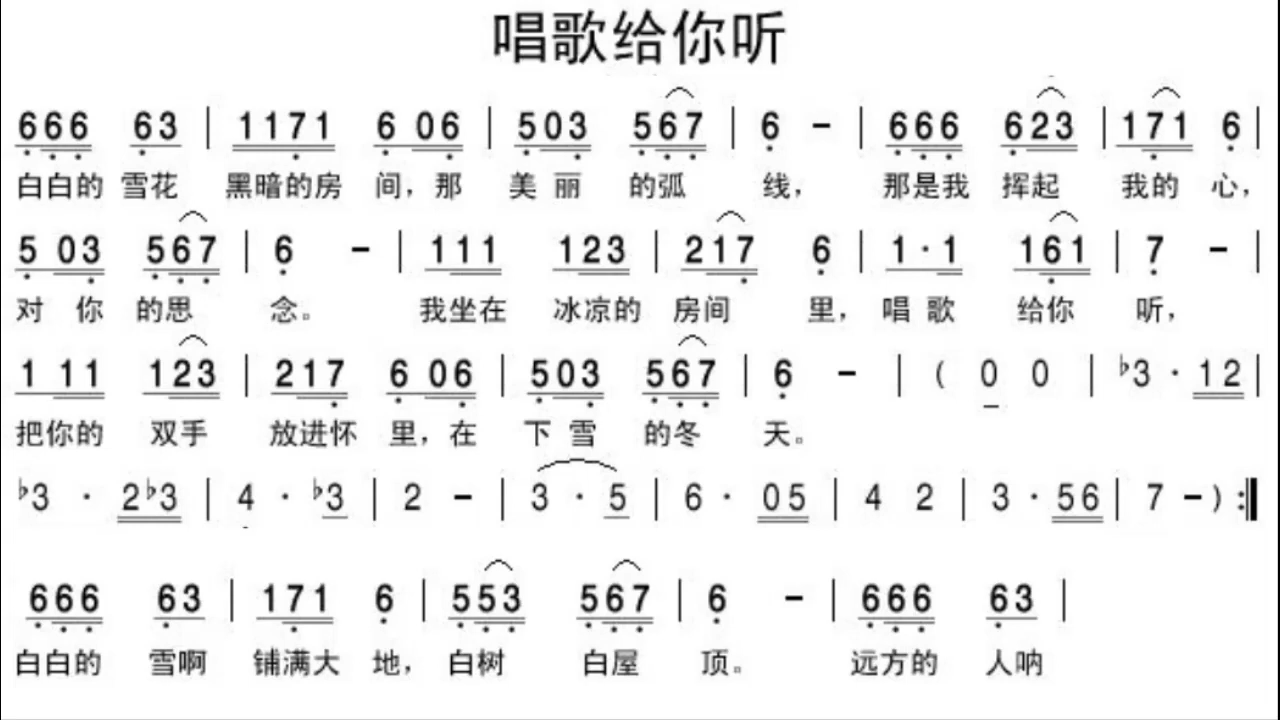 唱歌给你听
666 63 | 1171 6 06 | 503 567 | 6 - | 666 623 | 171 6 |
白白的 雪花 黑暗的房 间，那 美 丽 的弧 线， 那是我 挥起 我的 心，
5 03 567 | 6 - | 111 123 | 217 6 | 1·1 161 | 7 - |
对 你 的思 念。 我坐在 冰凉的 房间 里， 唱 歌 给你 听，
1 11 123 | 217 6 06 | 503 567 | 6 - | ( 0 0 | ♭3 · 12 |
把你的 双手 放进怀 里，在 下 雪 的冬 天。
♭3 · 2♭3 | 4 · ♭3 | 2 - | 3 · 5 | 6 · 05 | 4 2 | 3 · 56 | 7 - ) :‖
666 63 | 171 6 | 553 567 | 6 - | 666 63 |
白白的 雪啊 铺满大 地， 白树 白屋 顶。 远方的 人呐